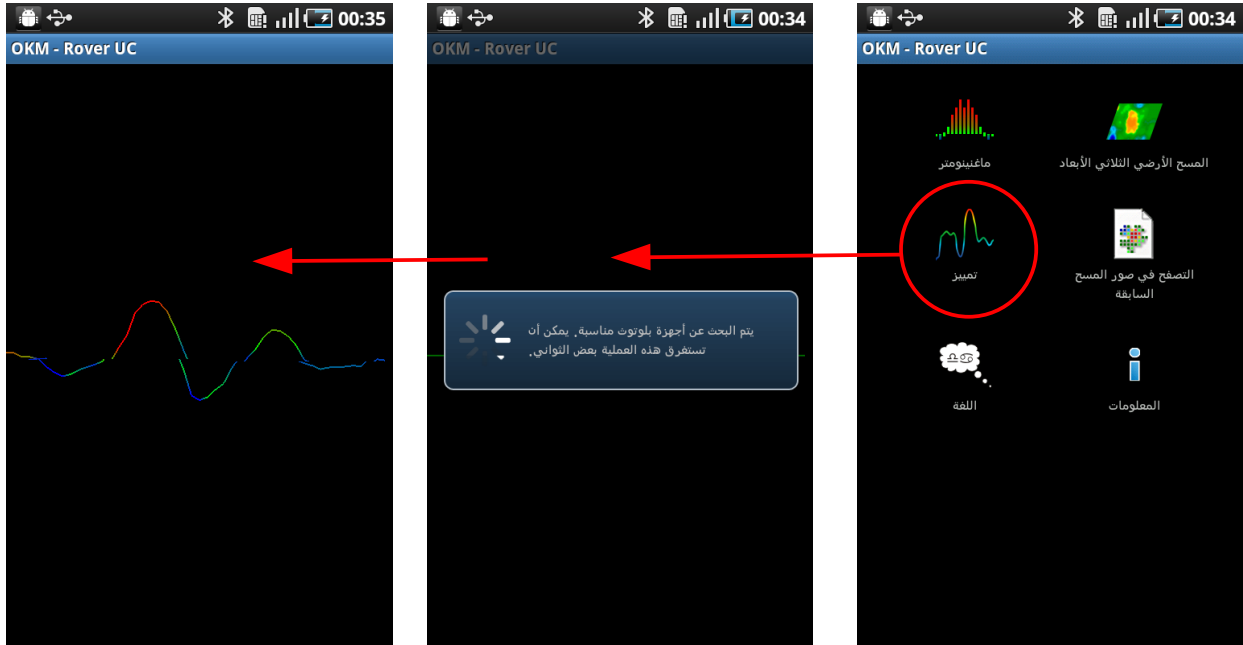 00:35
OKM - Rover UC
00:34
OKM - Rover UC
يتم البحث عن أجهزة بلوتوث مناسبة. يمكن أن
تستغرق هذه العملية بعض الثواني.
00:34
OKM - Rover UC
المسح الأرضي الثلاثي الأبعاد
ماغنينومتر
التصفح في صور المسح
السابقة
تمييز
المعلومات
اللغة